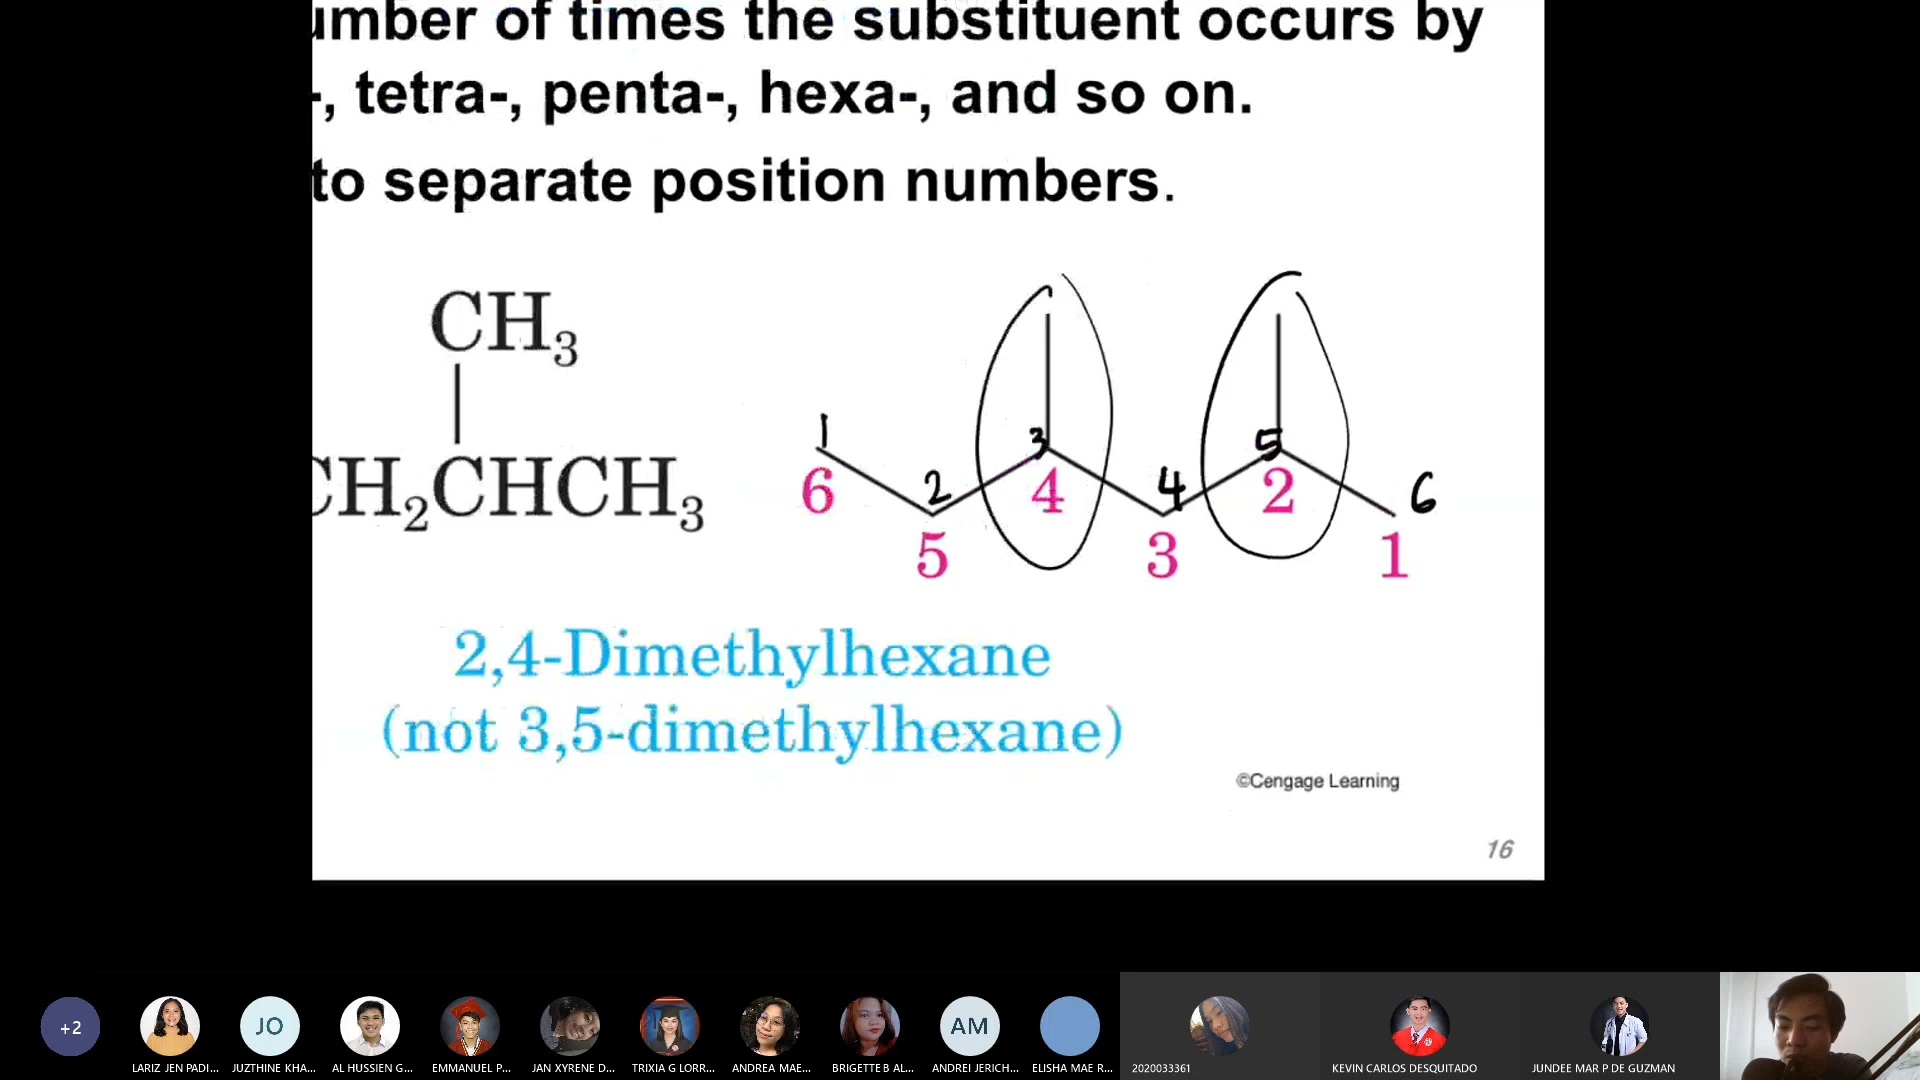 umber of times the substituent occurs by
-, tetra-, penta-, hexa-, and so on.
to separate position numbers.
CH₃
CH₂CHCH₃
1 2 3 4 5 6
6 5 4 3 2 1
2,4-Dimethylhexane
(not 3,5-dimethylhexane)
©Cengage Learning
16
+2
JO
AM
LARIZ JEN PADI...
JUZTHINE KHA...
AL HUSSIEN G...
EMMANUEL P...
JAN XYRENE D...
TRIXIA G LORR...
ANDREA MAE...
BRIGETTE B AL...
ANDREI JERICH...
ELISHA MAE R...
2020033361
KEVIN CARLOS DESQUITADO
JUNDEE MAR P DE GUZMAN